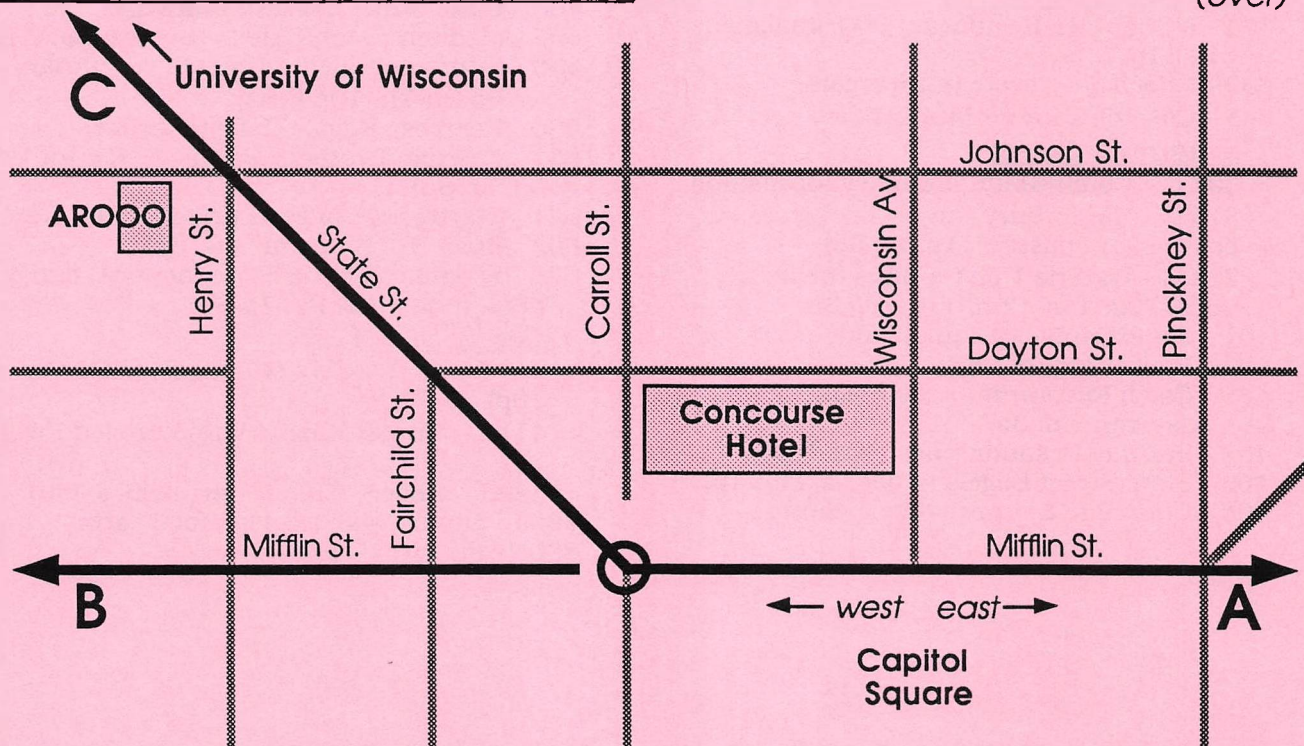 (over)
C
University of Wisconsin
Johnson St.
AROOO
Henry St.
State St.
Carroll St.
Wisconsin Av.
Pinckney St.
Dayton St.
Concourse
Hotel
Fairchild St.
Mifflin St.
Mifflin St.
B
west east
A
Capitol
Square